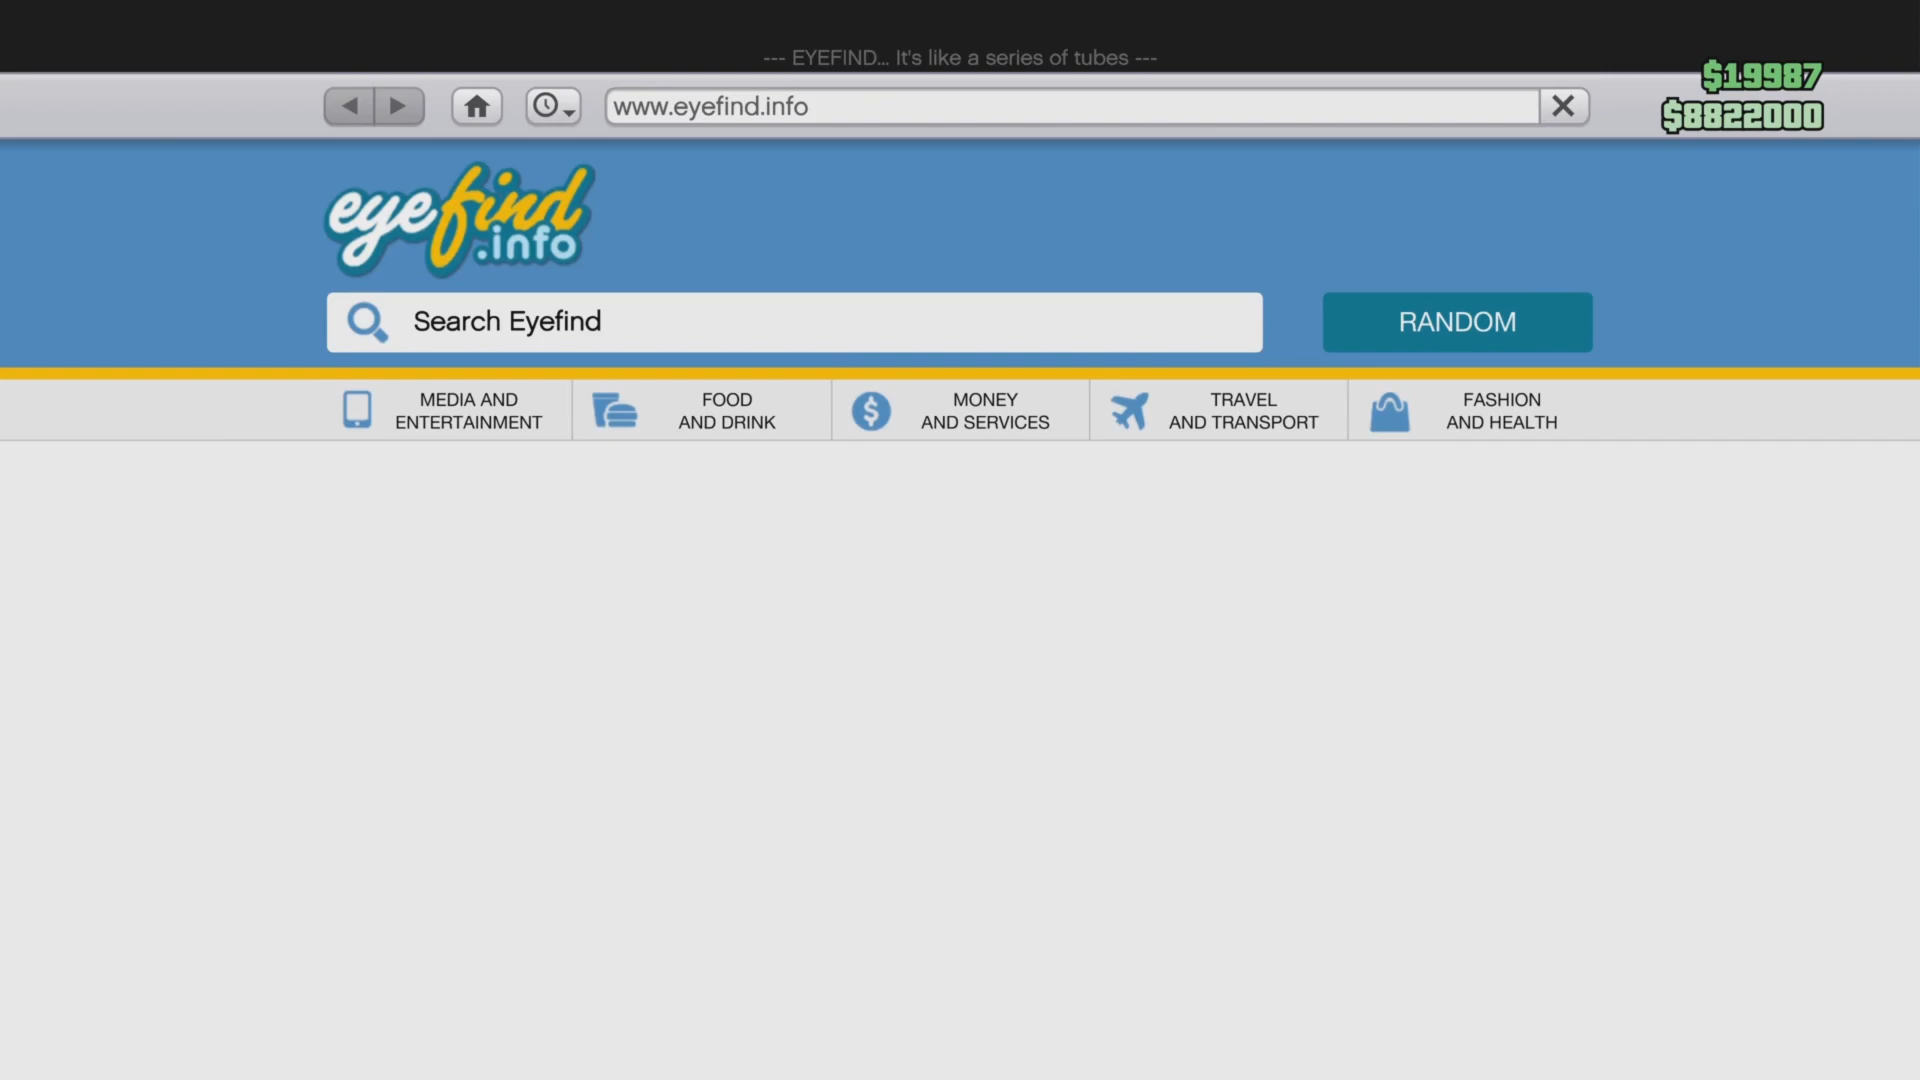 --- EYEFIND... It's like a series of tubes ---
$19987
www.eyefind.info
$8822000
eyefind
.info
Search Eyefind
RANDOM
MEDIA AND
ENTERTAINMENT
FOOD
AND DRINK
MONEY
AND SERVICES
TRAVEL
AND TRANSPORT
FASHION
AND HEALTH